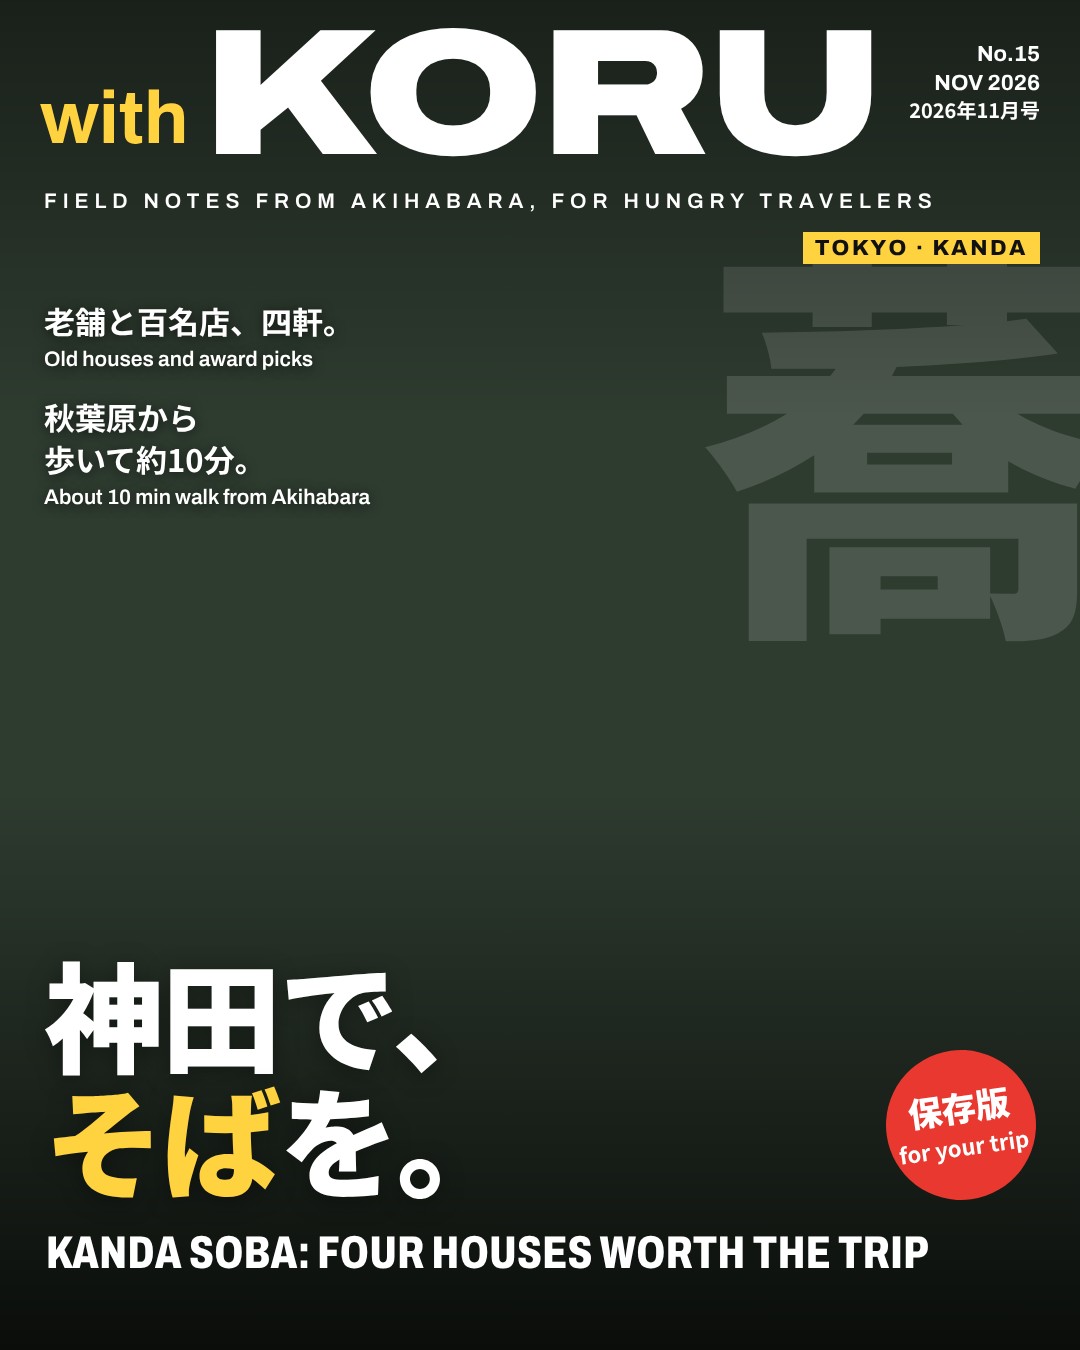 with KORU
No.15
NOV 2026
2026年11月号
FIELD NOTES FROM AKIHABARA, FOR HUNGRY TRAVELERS
TOKYO · KANDA
蕎
老舗と百名店、四軒。
Old houses and award picks
秋葉原から
歩いて約10分。
About 10 min walk from Akihabara
神田で、
そばを。
保存版
for your trip
KANDA SOBA: FOUR HOUSES WORTH THE TRIP